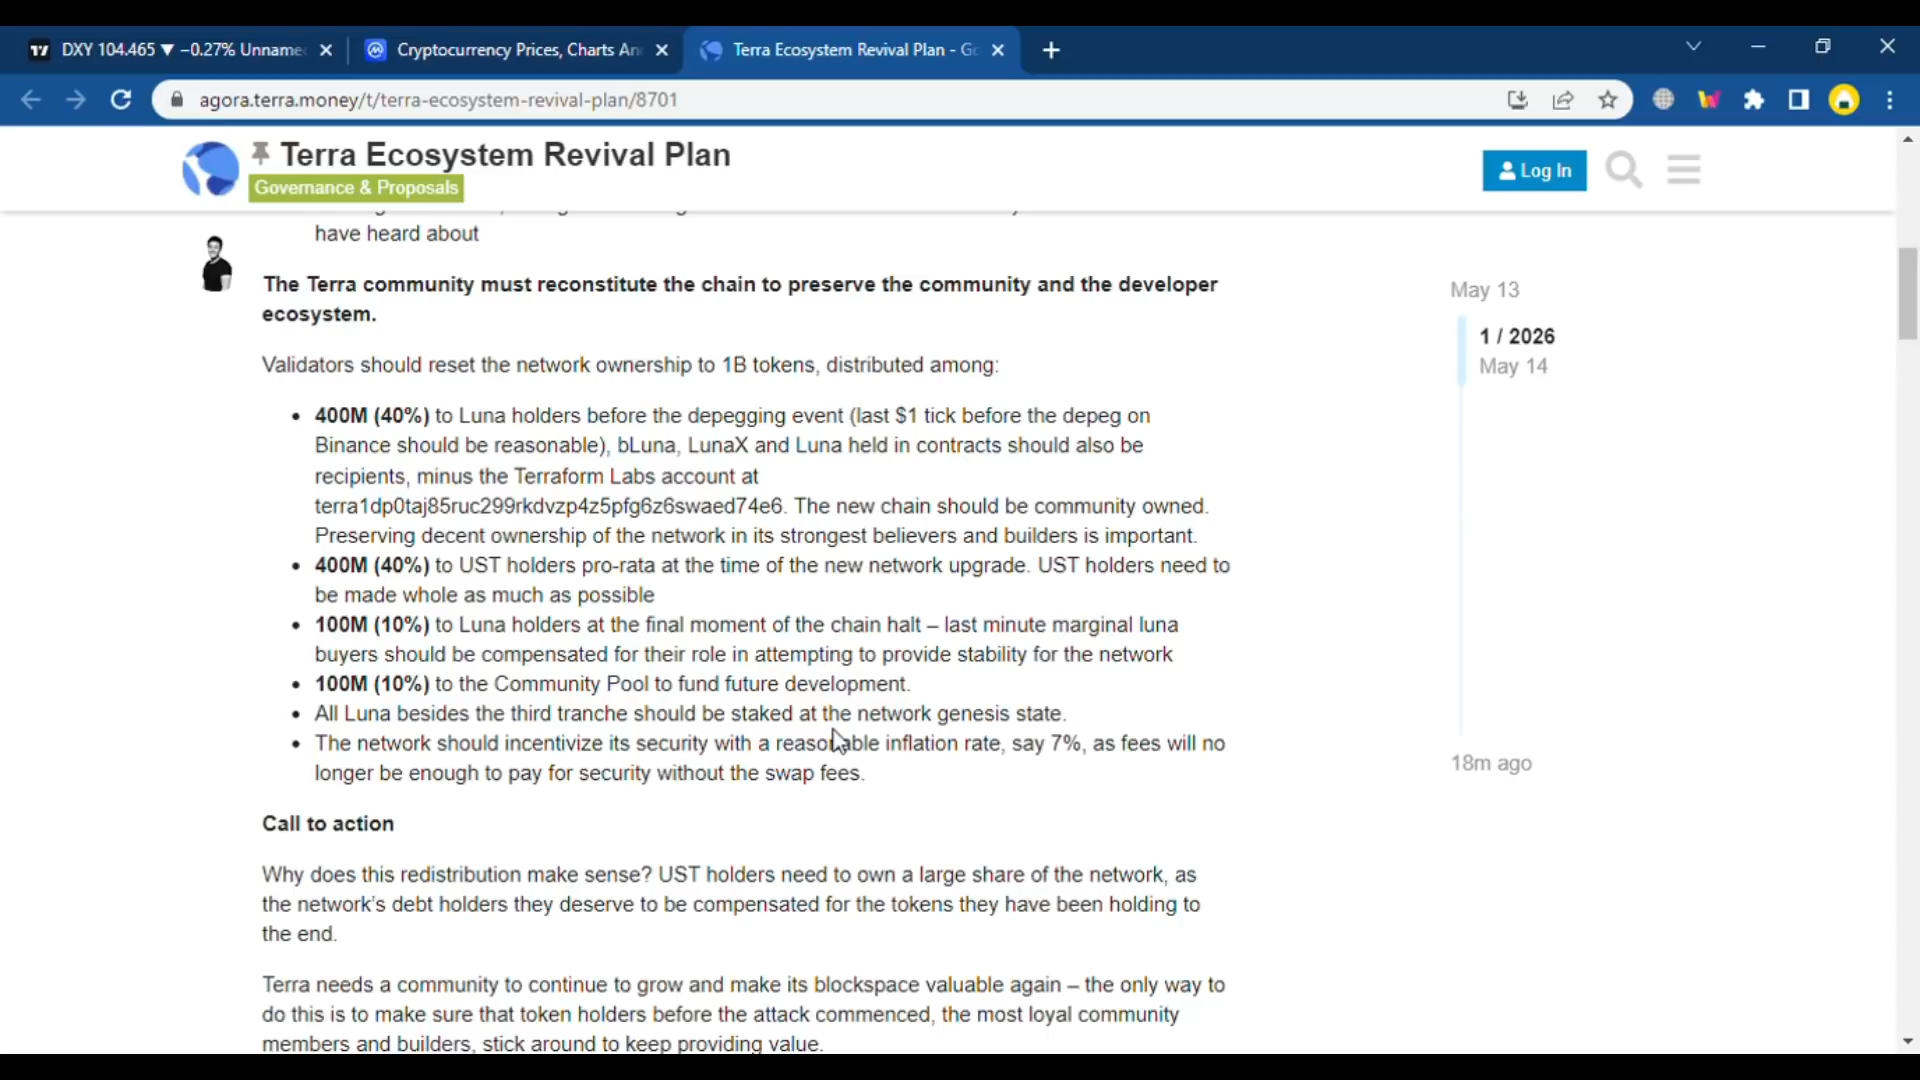 DXY 104.465 ▼ −0.27% Unname
Cryptocurrency Prices, Charts An
Terra Ecosystem Revival Plan - Go
agora.terra.money/t/terra-ecosystem-revival-plan/8701
Terra Ecosystem Revival Plan
Governance & Proposals
Log In
have heard about
The Terra community must reconstitute the chain to preserve the community and the developer
ecosystem.
Validators should reset the network ownership to 1B tokens, distributed among:
• 400M (40%) to Luna holders before the depegging event (last $1 tick before the depeg on
Binance should be reasonable), bLuna, LunaX and Luna held in contracts should also be
recipients, minus the Terraform Labs account at
terra1dp0taj85ruc299rkdvzp4z5pfg6z6swaed74e6. The new chain should be community owned.
Preserving decent ownership of the network in its strongest believers and builders is important.
• 400M (40%) to UST holders pro-rata at the time of the new network upgrade. UST holders need to
be made whole as much as possible
• 100M (10%) to Luna holders at the final moment of the chain halt – last minute marginal luna
buyers should be compensated for their role in attempting to provide stability for the network
• 100M (10%) to the Community Pool to fund future development.
• All Luna besides the third tranche should be staked at the network genesis state.
• The network should incentivize its security with a reasonable inflation rate, say 7%, as fees will no
longer be enough to pay for security without the swap fees.
Call to action
Why does this redistribution make sense? UST holders need to own a large share of the network, as
the network's debt holders they deserve to be compensated for the tokens they have been holding to
the end.
Terra needs a community to continue to grow and make its blockspace valuable again – the only way to
do this is to make sure that token holders before the attack commenced, the most loyal community
members and builders, stick around to keep providing value.
May 13
1 / 2026
May 14
18m ago